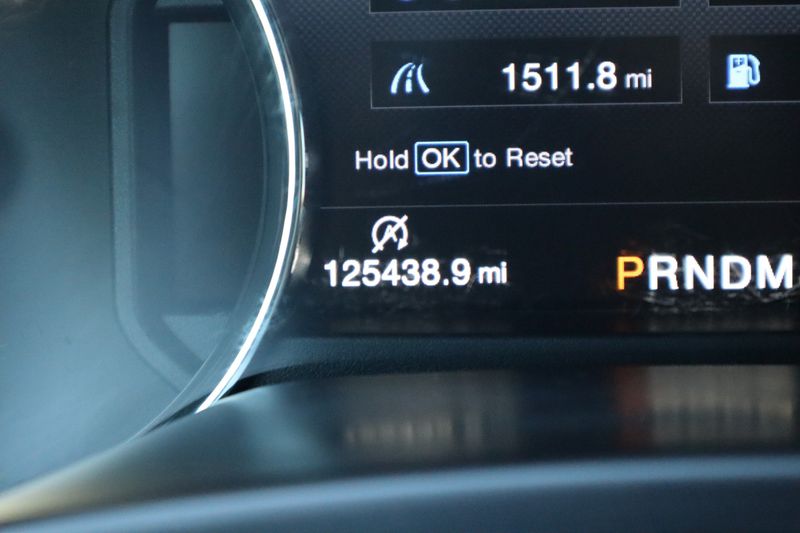 1511.8 mi
Hold OK to Reset
A
125438.9 mi
PRNDM